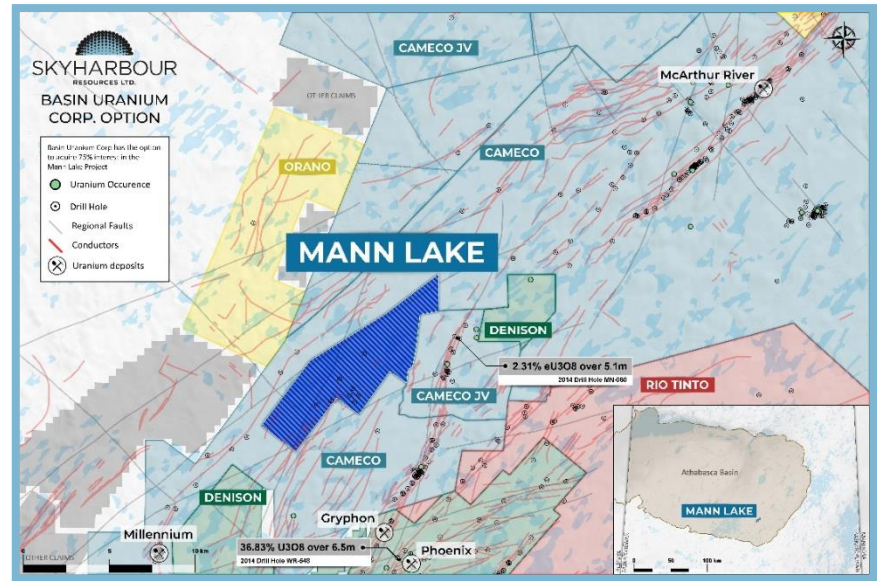 SKYHARBOUR
RESOURCES LTD.
BASIN URANIUM
CORP. OPTION
Basin Uranium Corp has the option
to acquire 75% interest in the
Mann Lake Project
Uranium Occurence
Drill Hole
Regional Faults
Conductors
Uranium deposits
CAMECO JV
McArthur River
OTHER CLAIMS
CAMECO
ORANO
MANN LAKE
DENISON
2.31% eU3O8 over 5.1m
2014 Drill Hole MN-060
RIO TINTO
CAMECO JV
CAMECO
DENISON
Gryphon
Millennium
36.83% U3O8 over 6.5m
2014 Drill Hole WR-548
Phoenix
OTHER CLAIMS
0 5 10 km
Athabasca Basin
MANN LAKE
0 50 100 km